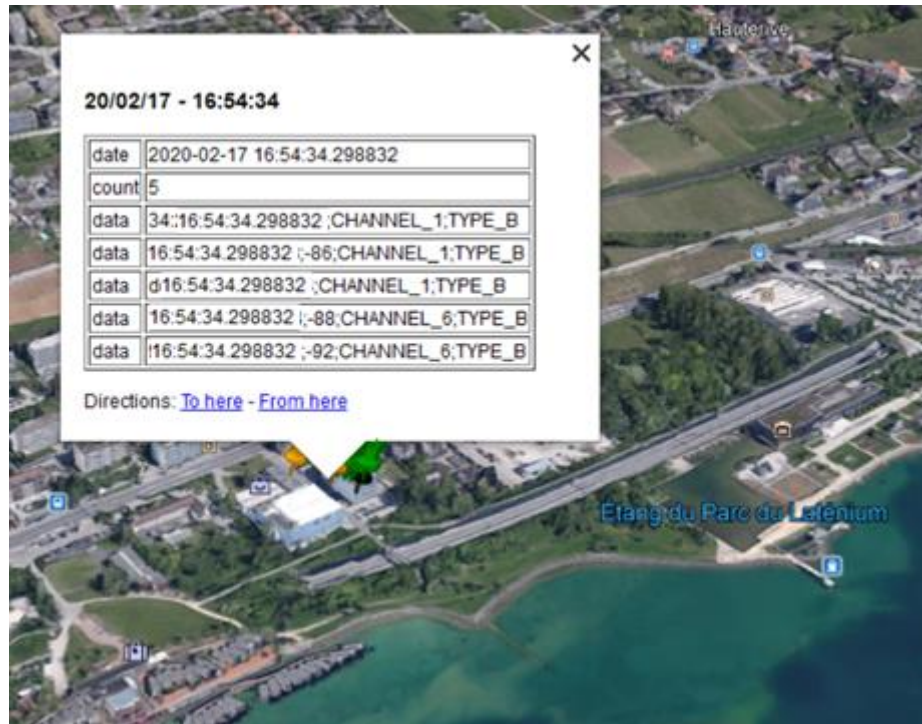 Hauterive
20/02/17 - 16:54:34
date 2020-02-17 16:54:34.298832
count 5
data 34::16:54:34.298832 ;CHANNEL_1;TYPE_B
data 16:54:34.298832 ;-86;CHANNEL_1;TYPE_B
data d16:54:34.298832 ;CHANNEL_1;TYPE_B
data 16:54:34.298832 ;-88;CHANNEL_6;TYPE_B
data !16:54:34.298832 ;-92;CHANNEL_6;TYPE_B
Directions: To here - From here
Etang du Parc du Laténium